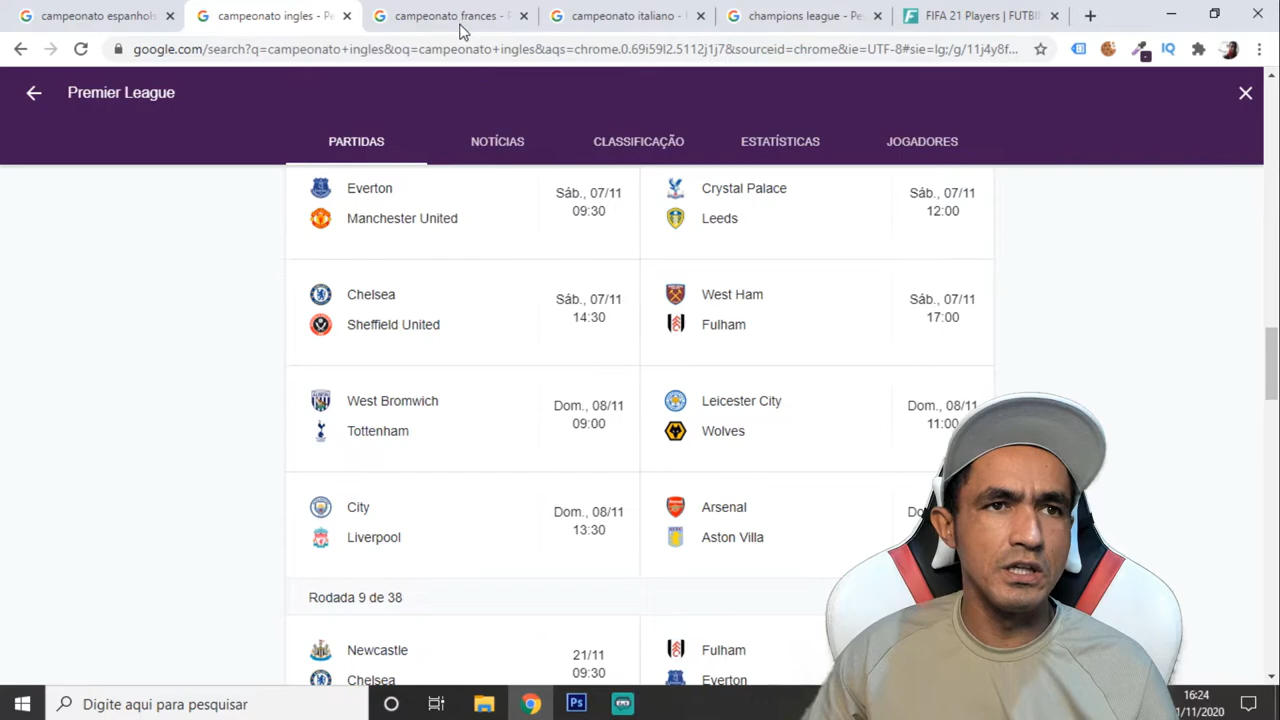 campeonato espanhol
campeonato ingles - Pe
campeonato frances - P
campeonato italiano -
champions league - Pe
FIFA 21 Players | FUTBI
google.com/search?q=campeonato+ingles&oq=campeonato+ingles&aqs=chrome.0.69i59l2.5112j1j7&sourceid=chrome&ie=UTF-8#sie=lg;/g/11j4y8f...
IQ
Premier League
PARTIDAS
NOTÍCIAS
CLASSIFICAÇÃO
ESTATÍSTICAS
JOGADORES
Everton
Manchester United
Sáb., 07/11
09:30
Crystal Palace
Leeds
Sáb., 07/11
12:00
Chelsea
Sheffield United
Sáb., 07/11
14:30
West Ham
Fulham
Sáb., 07/11
17:00
West Bromwich
Tottenham
Dom., 08/11
09:00
Leicester City
Wolves
Dom., 08/11
11:00
City
Liverpool
Dom., 08/11
13:30
Arsenal
Aston Villa
Rodada 9 de 38
Newcastle
Chelsea
21/11
09:30
Fulham
Everton
Digite aqui para pesquisar
Ps
16:24
1/11/2020